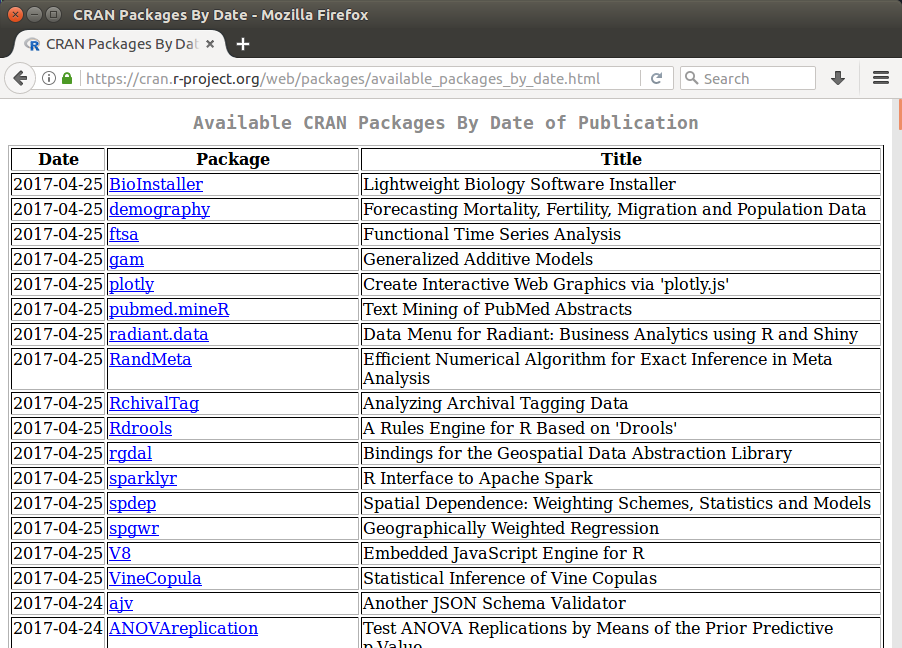 CRAN Packages By Date - Mozilla Firefox
CRAN Packages By Dat
https://cran.r-project.org/web/packages/available_packages_by_date.html Search
Available CRAN Packages By Date of Publication
Date Package Title
2017-04-25 BioInstaller Lightweight Biology Software Installer
2017-04-25 demography Forecasting Mortality, Fertility, Migration and Population Data
2017-04-25 ftsa Functional Time Series Analysis
2017-04-25 gam Generalized Additive Models
2017-04-25 plotly Create Interactive Web Graphics via 'plotly.js'
2017-04-25 pubmed.mineR Text Mining of PubMed Abstracts
2017-04-25 radiant.data Data Menu for Radiant: Business Analytics using R and Shiny
2017-04-25 RandMeta Efficient Numerical Algorithm for Exact Inference in Meta
Analysis
2017-04-25 RchivalTag Analyzing Archival Tagging Data
2017-04-25 Rdrools A Rules Engine for R Based on 'Drools'
2017-04-25 rgdal Bindings for the Geospatial Data Abstraction Library
2017-04-25 sparklyr R Interface to Apache Spark
2017-04-25 spdep Spatial Dependence: Weighting Schemes, Statistics and Models
2017-04-25 spgwr Geographically Weighted Regression
2017-04-25 V8 Embedded JavaScript Engine for R
2017-04-25 VineCopula Statistical Inference of Vine Copulas
2017-04-24 ajv Another JSON Schema Validator
2017-04-24 ANOVAreplication Test ANOVA Replications by Means of the Prior Predictive
p.Value